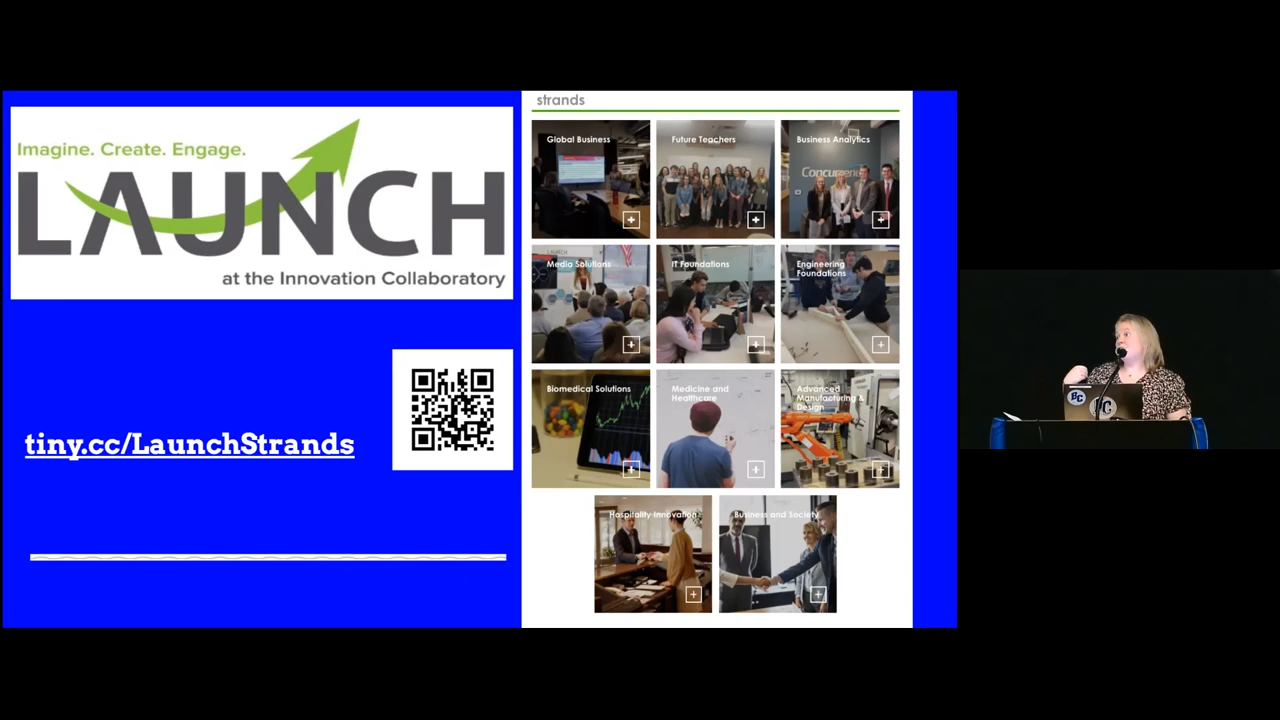 Imagine. Create. Engage.
LAUNCH
at the Innovation Collaboratory
tiny.cc/LaunchStrands
strands
Global Business
Future Teachers
Business Analytics
Media Solutions
IT Foundations
Engineering
Foundations
Biomedical Solutions
Medicine and
Healthcare
Advanced
Manufacturing &
Design
Hospitality Innovation
Business and Society
BC